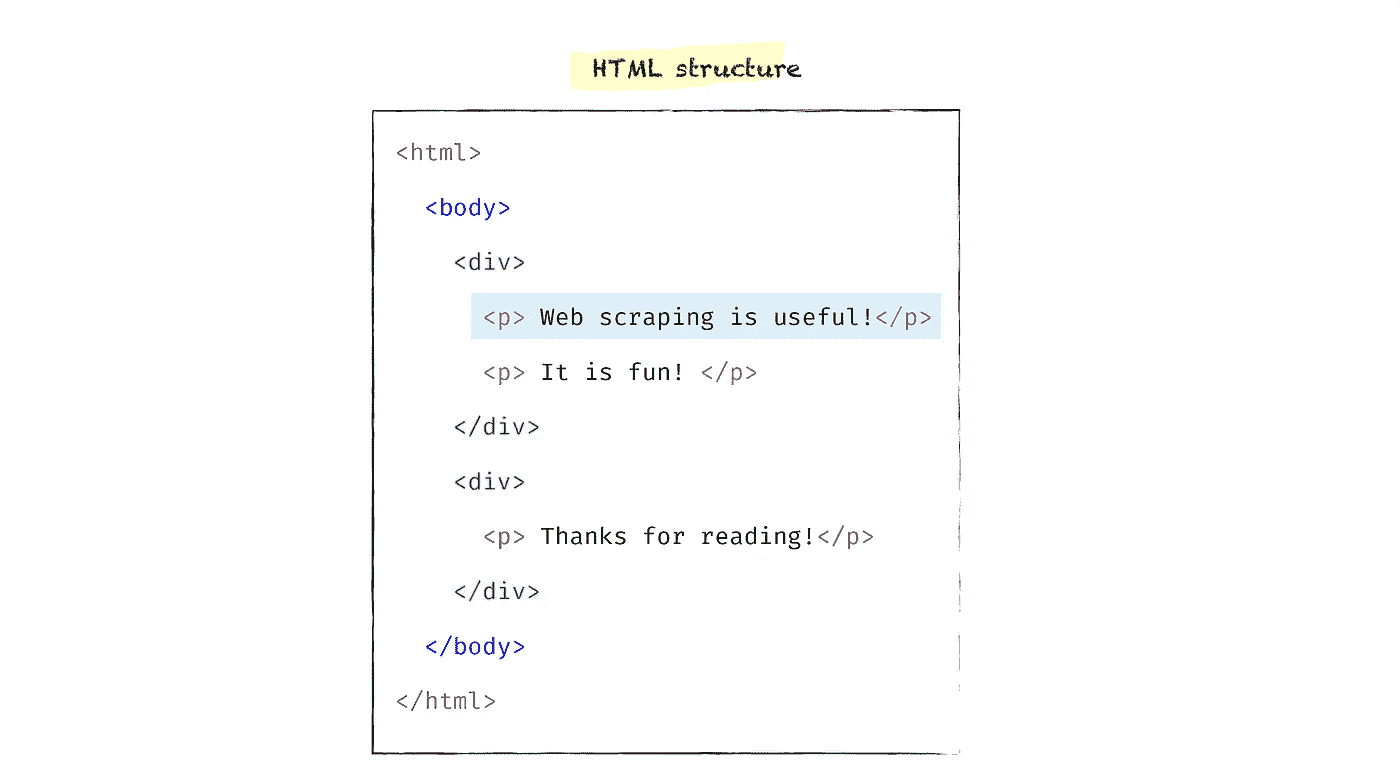 HTML structure
<html>
<body>
<div>
<p> Web scraping is useful!</p>
<p> It is fun! </p>
</div>
<div>
<p> Thanks for reading!</p>
</div>
</body>
</html>